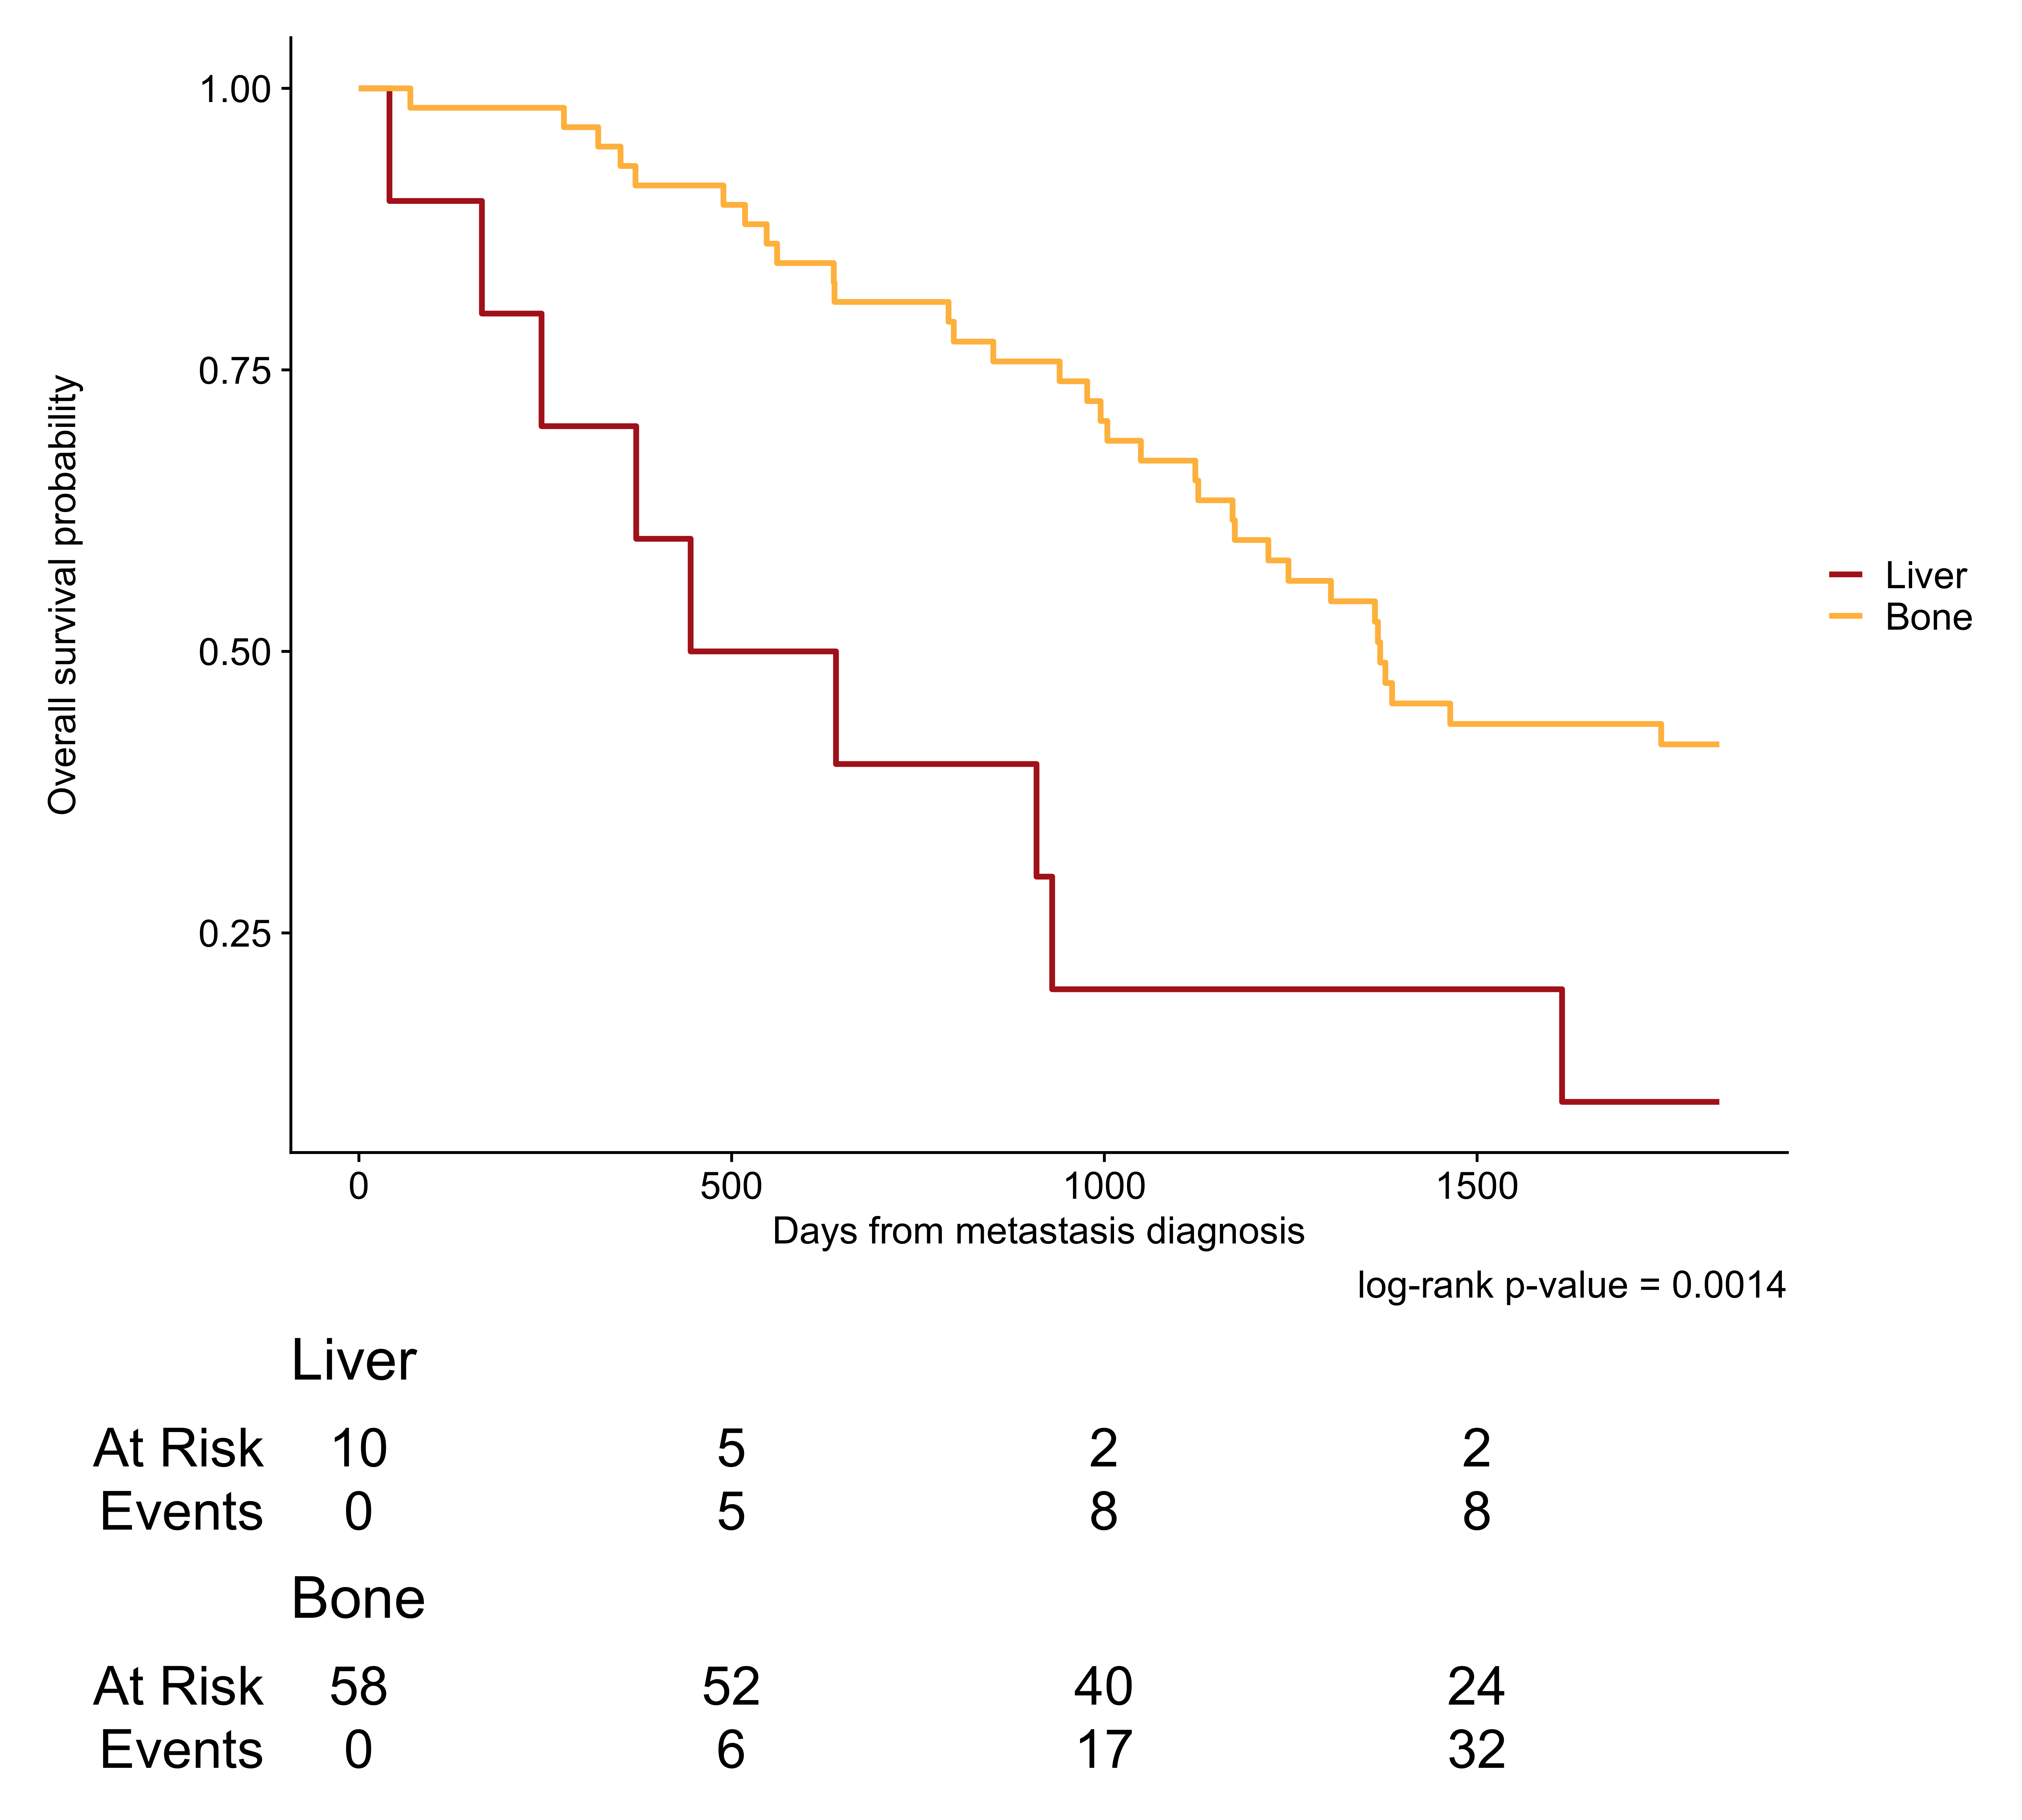 1.00
0.75
0.50
0.25
Overall survival probability
Liver
Bone
0 500 1000 1500
Days from metastasis diagnosis
log-rank p-value = 0.0014
Liver
At Risk 10 5 2 2
Events 0 5 8 8
Bone
At Risk 58 52 40 24
Events 0 6 17 32